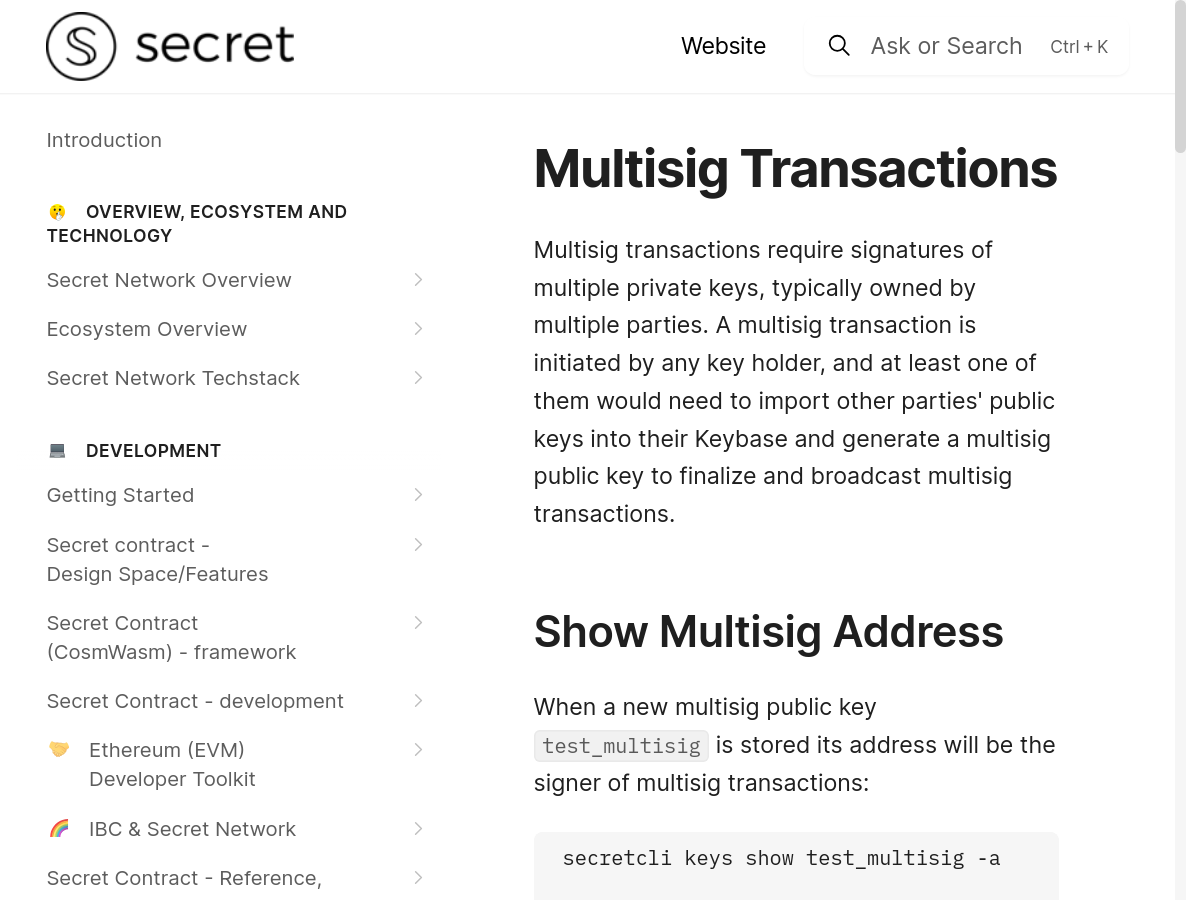 secret
Website
Ask or Search
Ctrl + K
Introduction
OVERVIEW, ECOSYSTEM AND
TECHNOLOGY
Secret Network Overview
Ecosystem Overview
Secret Network Techstack
DEVELOPMENT
Getting Started
Secret contract -
Design Space/Features
Secret Contract
(CosmWasm) - framework
Secret Contract - development
Ethereum (EVM)
Developer Toolkit
IBC & Secret Network
Secret Contract - Reference,
Multisig Transactions
Multisig transactions require signatures of
multiple private keys, typically owned by
multiple parties. A multisig transaction is
initiated by any key holder, and at least one of
them would need to import other parties' public
keys into their Keybase and generate a multisig
public key to finalize and broadcast multisig
transactions.
Show Multisig Address
When a new multisig public key
test_multisig is stored its address will be the
signer of multisig transactions:
secretcli keys show test_multisig -a